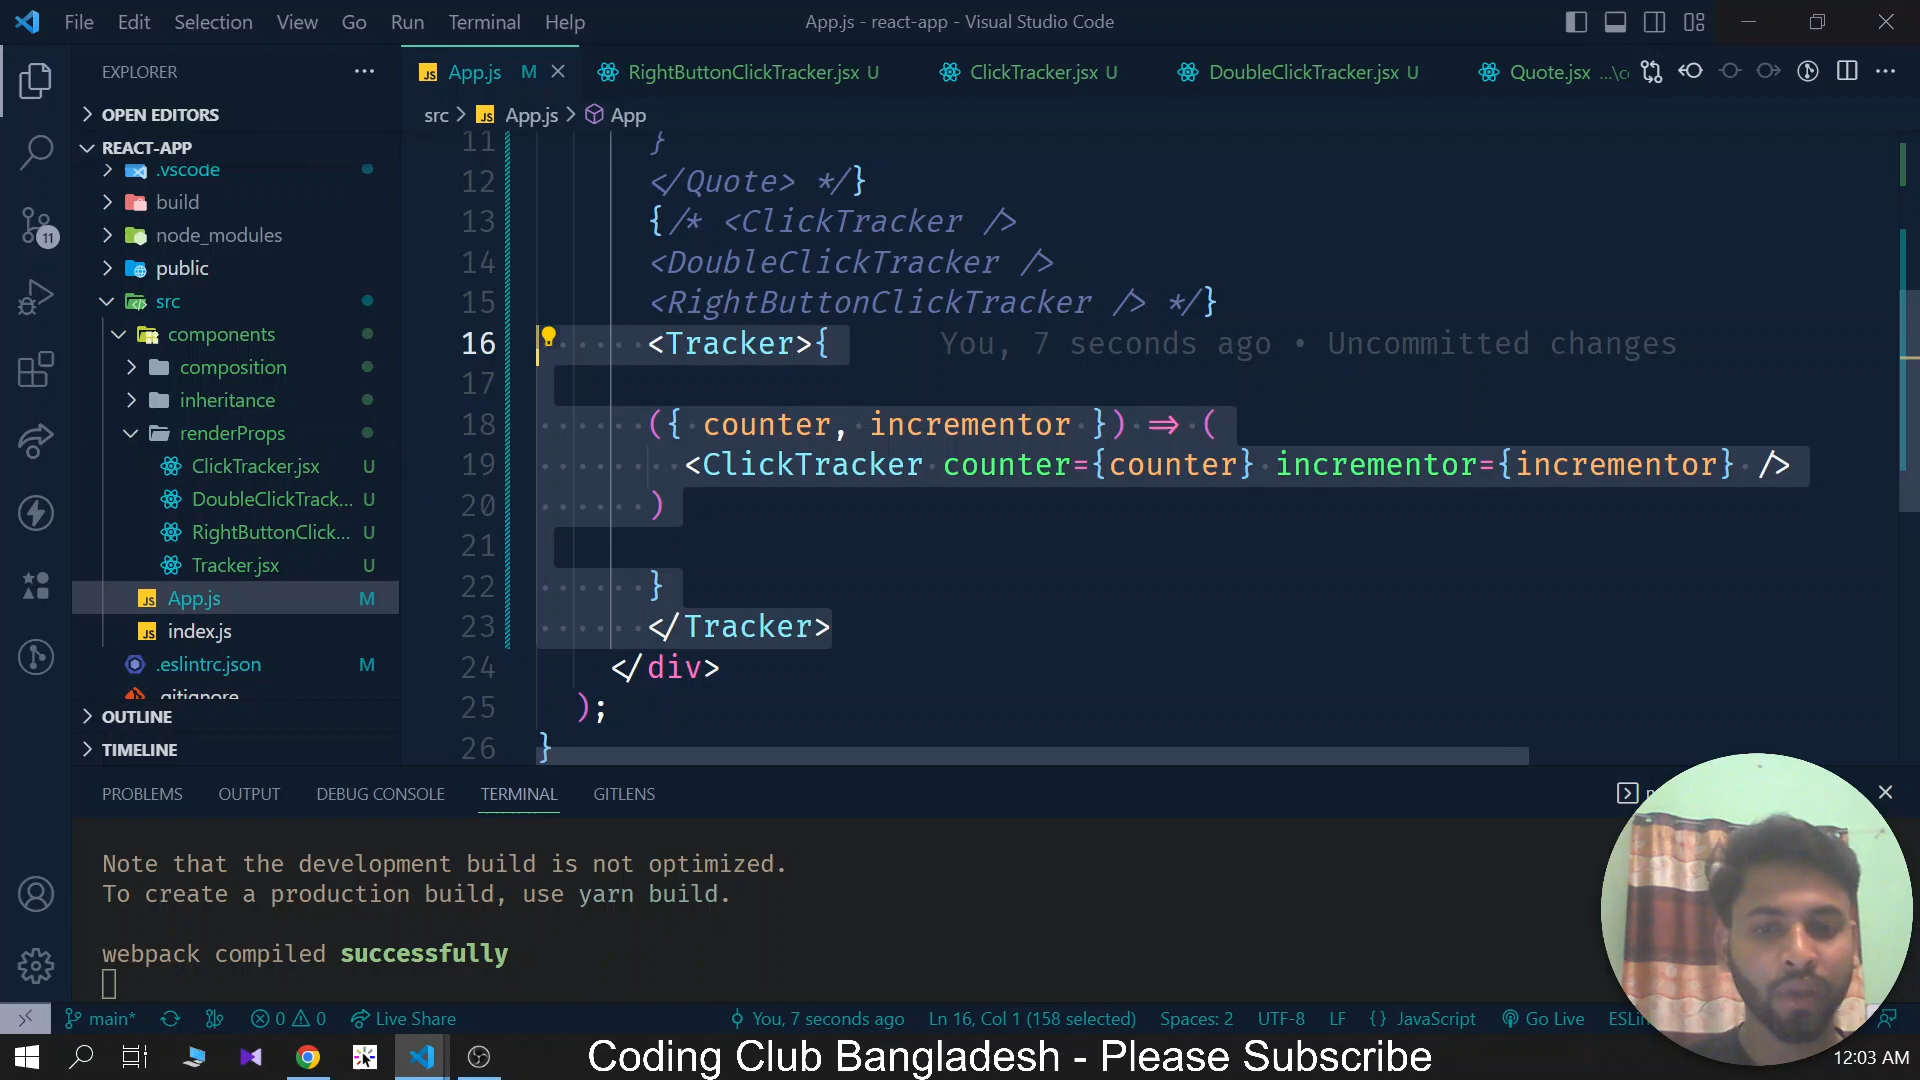 File Edit Selection View Go Run Terminal Help
App.js - react-app - Visual Studio Code
EXPLORER
App.js M
RightButtonClickTracker.jsx U
ClickTracker.jsx U
DoubleClickTracker.jsx U
Quote.jsx ...\c
OPEN EDITORS
REACT-APP
.vscode
build
node_modules
public
src
components
composition
inheritance
renderProps
ClickTracker.jsx U
DoubleClickTrack... U
RightButtonClick... U
Tracker.jsx U
App.js M
index.js
.eslintrc.json M
.gitignore
OUTLINE
TIMELINE
11
src > App.js > App
11 }
12 </Quote> */}
13 {/* <ClickTracker />
14 <DoubleClickTracker />
15 <RightButtonClickTracker /> */}
16 <Tracker>{ You, 7 seconds ago • Uncommitted changes
17
18 ({ counter, incrementor }) => (
19 <ClickTracker counter={counter} incrementor={incrementor} />
20 )
21
22 }
23 </Tracker>
24 </div>
25 );
26 }
PROBLEMS OUTPUT DEBUG CONSOLE TERMINAL GITLENS
Note that the development build is not optimized.
To create a production build, use yarn build.
webpack compiled successfully
main* 0 0 Live Share You, 7 seconds ago Ln 16, Col 1 (158 selected) Spaces: 2 UTF-8 LF {} JavaScript Go Live
Coding Club Bangladesh - Please Subscribe
12:03 AM